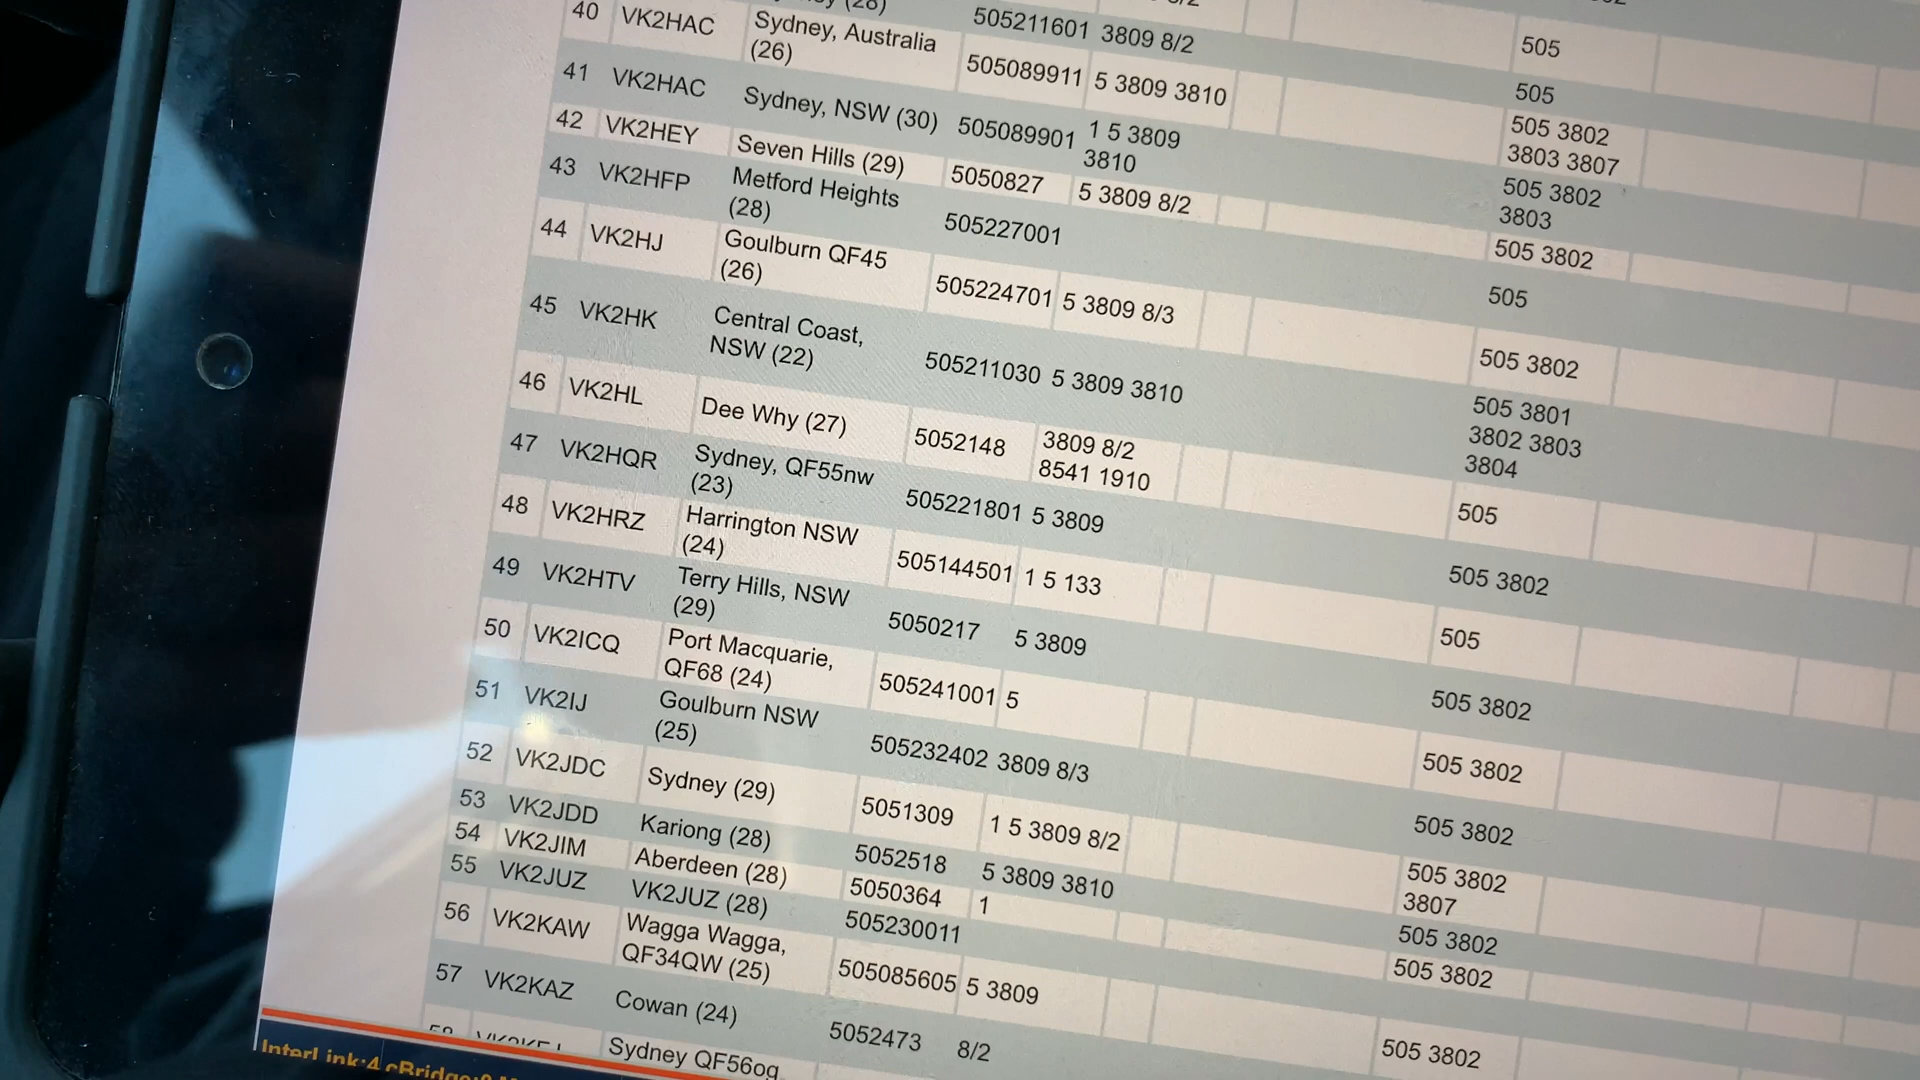 505
505211601 3809 8/2 505
40 VK2HAC Sydney, Australia 505089911 5 3809 3810 505 3802
(26) 3803 3807
41 VK2HAC Sydney, NSW (30) 505089901 1 5 3809 505 3802
3810 3803
42 VK2HEY Seven Hills (29) 5050827 5 3809 8/2 505 3802
43 VK2HFP Metford Heights 505227001 505
(28)
44 VK2HJ Goulburn QF45 505224701 5 3809 8/3 505 3802
(26)
45 VK2HK Central Coast, 505211030 5 3809 3810 505 3801
NSW (22) 3802 3803
3804
46 VK2HL Dee Why (27) 5052148 3809 8/2 505
8541 1910
47 VK2HQR Sydney, QF55nw 505221801 5 3809 505 3802
(23)
48 VK2HRZ Harrington NSW 505144501 1 5 133 505
(24)
49 VK2HTV Terry Hills, NSW 5050217 5 3809 505 3802
(29)
50 VK2ICQ Port Macquarie, 505241001 5 505 3802
QF68 (24)
51 VK2IJ Goulburn NSW 505232402 3809 8/3 505 3802
(25)
52 VK2JDC Sydney (29) 5051309 1 5 3809 8/2 505 3802
3807
53 VK2JDD Kariong (28) 5052518 5 3809 3810 505 3802
54 VK2JIM Aberdeen (28) 5050364 1 505 3802
55 VK2JUZ VK2JUZ (28) 505230011
56 VK2KAW Wagga Wagga, 505085605 5 3809 505 3802
QF34QW (25)
57 VK2KAZ Cowan (24) 5052473 8/2
Sydney QF56og